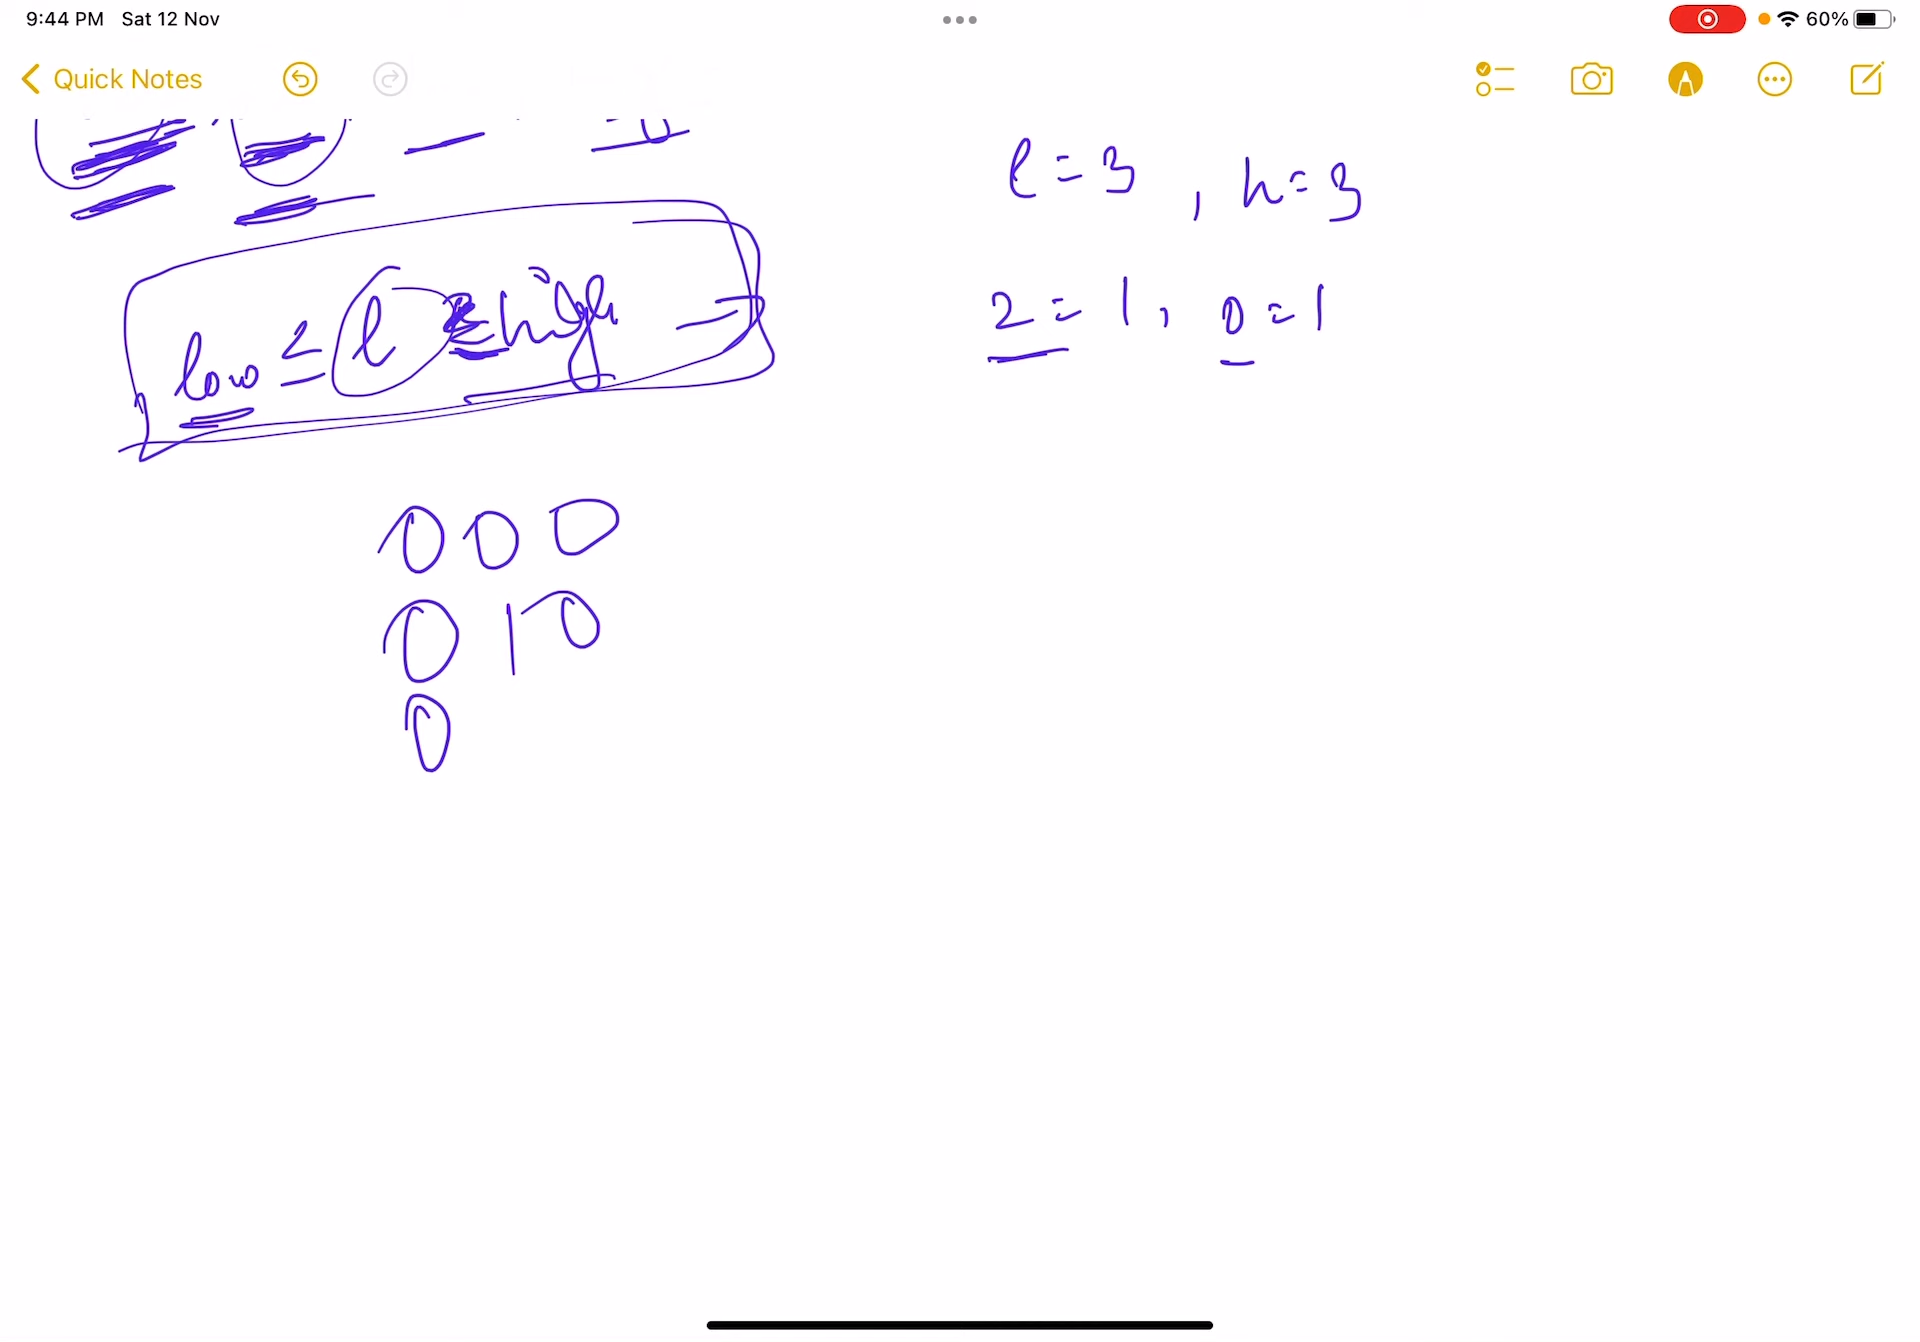 9:44 PM Sat 12 Nov
60%
Quick Notes
l = 3 , h = 3
low ≤ l ≤ high
2 = 1, 0 = 1
0 0 0
0 1 0
0